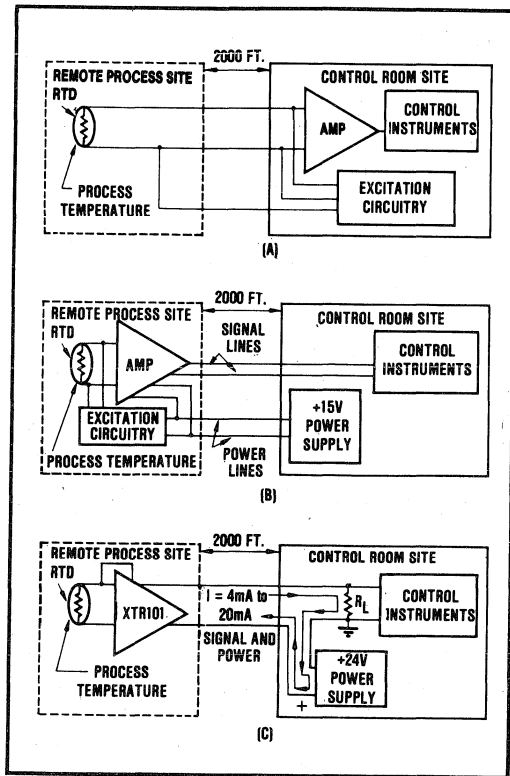 2000 FT.
REMOTE PROCESS SITE
RTD
PROCESS
TEMPERATURE
CONTROL ROOM SITE
AMP
CONTROL
INSTRUMENTS
EXCITATION
CIRCUITRY
(A)
2000 FT.
REMOTE PROCESS SITE
RTD
AMP
EXCITATION
CIRCUITRY
PROCESS TEMPERATURE
SIGNAL
LINES
POWER
LINES
CONTROL ROOM SITE
CONTROL
INSTRUMENTS
+15V
POWER
SUPPLY
(B)
2000 FT.
REMOTE PROCESS SITE
RTD
XTR101
PROCESS
TEMPERATURE
I = 4mA to
20mA
SIGNAL AND
POWER
CONTROL ROOM SITE
RL
CONTROL
INSTRUMENTS
+24V
POWER
SUPPLY
+
(C)